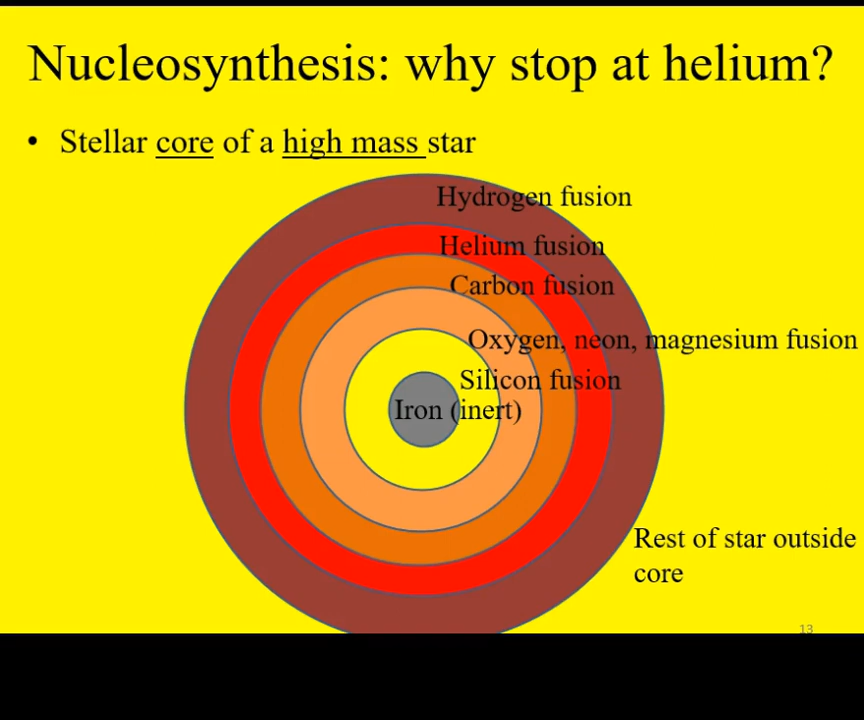 Nucleosynthesis: why stop at helium?
• Stellar core of a high mass star
Hydrogen fusion
Helium fusion
Carbon fusion
Oxygen, neon, magnesium fusion
Silicon fusion
Iron (inert)
Rest of star outside
core
13